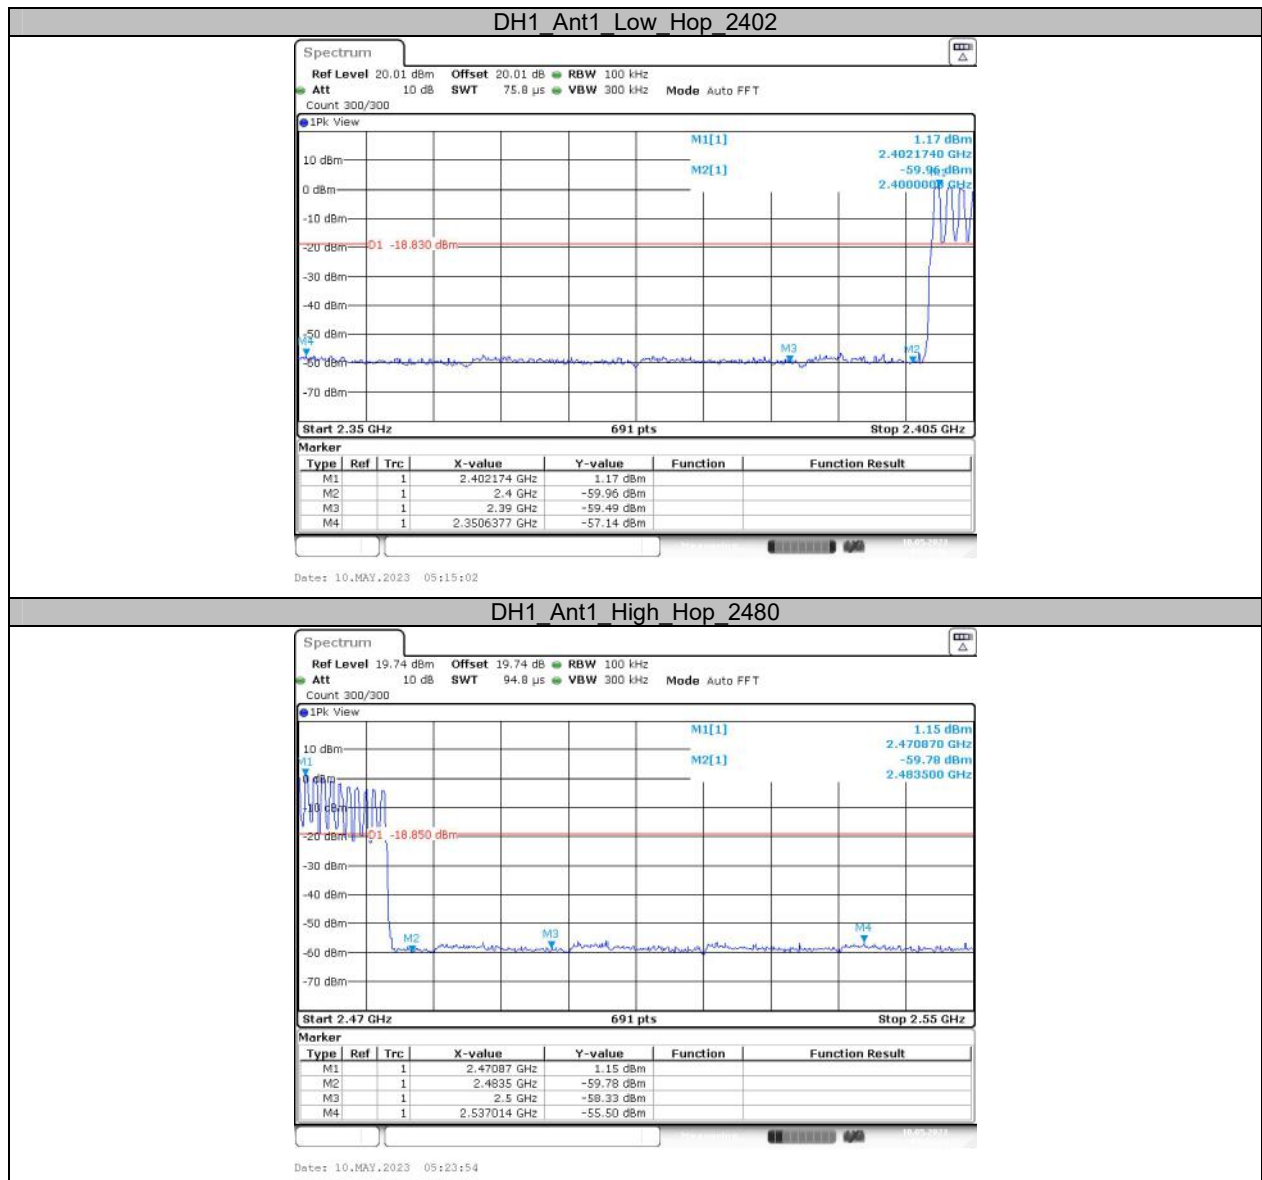 DH1_Ant1_Low_Hop_2402
Spectrum
Ref Level 20.01 dBm Offset 20.01 dB RBW 100 kHz
Att 10 dB SWT 75.8 µs VBW 300 kHz Mode Auto FFT
Count 300/300
1Pk View
M1[1] 1.17 dBm
2.4021740 GHz
M2[1] -59.96 dBm
2.4000000 GHz
10 dBm
0 dBm
-10 dBm
-20 dBm
D1 -18.830 dBm
-30 dBm
-40 dBm
-50 dBm
M4
M3
M2
-60 dBm
-70 dBm
Start 2.35 GHz 691 pts Stop 2.405 GHz
Marker
Type Ref Trc X-value Y-value Function Function Result
M1 1 2.402174 GHz 1.17 dBm
M2 1 2.4 GHz -59.96 dBm
M3 1 2.39 GHz -59.49 dBm
M4 1 2.3506377 GHz -57.14 dBm
Date: 10.MAY.2023 05:15:02
DH1_Ant1_High_Hop_2480
Spectrum
Ref Level 19.74 dBm Offset 19.74 dB RBW 100 kHz
Att 10 dB SWT 94.8 µs VBW 300 kHz Mode Auto FFT
Count 300/300
1Pk View
M1[1] 1.15 dBm
2.470870 GHz
M2[1] -59.78 dBm
2.483500 GHz
10 dBm
M1
0 dBm
-10 dBm
-20 dBm
D1 -18.850 dBm
-30 dBm
-40 dBm
-50 dBm
M2
M3
M4
-60 dBm
-70 dBm
Start 2.47 GHz 691 pts Stop 2.55 GHz
Marker
Type Ref Trc X-value Y-value Function Function Result
M1 1 2.47087 GHz 1.15 dBm
M2 1 2.4835 GHz -59.78 dBm
M3 1 2.5 GHz -58.33 dBm
M4 1 2.537014 GHz -55.50 dBm
Date: 10.MAY.2023 05:23:54